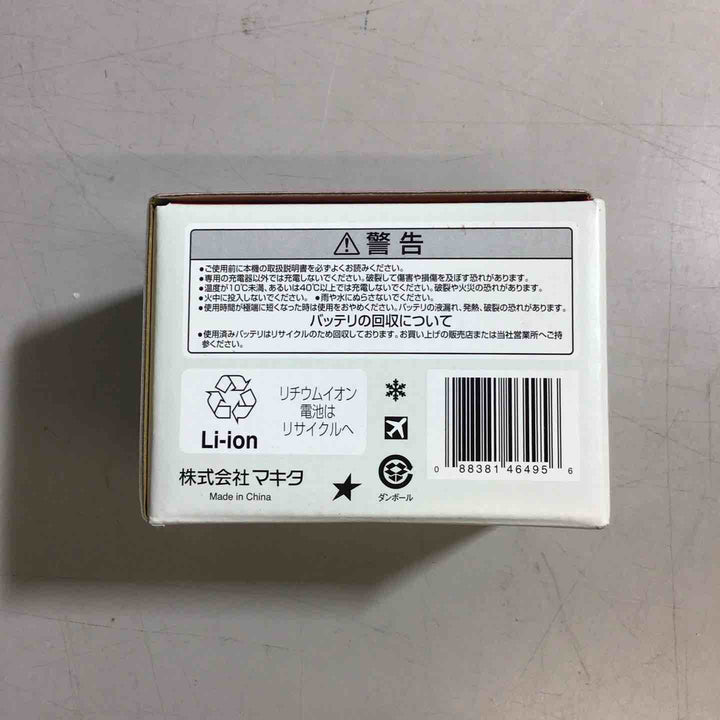 警告
●ご使用前に本機の取扱説明書を必ずよくお読みください。
●専用の充電器以外では充電しないでください。破裂して傷害や損傷を及ぼす恐れがあります。
●温度が10℃未満、あるいは40℃以上では充電しないでください。破裂や火災の恐れがあります。
●火中に投入しないでください。 ●雨や水にぬらさないでください。
●使用時間が極端に短くなった時は使用をおやめください。バッテリの液漏れ、発熱、破裂の恐れがあります。
バッテリの回収について
●使用済みバッテリはリサイクルのため回収しております。お買い上げの販売店または当社営業所へご持
参ください。
リチウムイオン
電池は
リサイクルへ
Li-ion
0 88381 46495 6
株式会社マキタ
Made in China
ダンボール